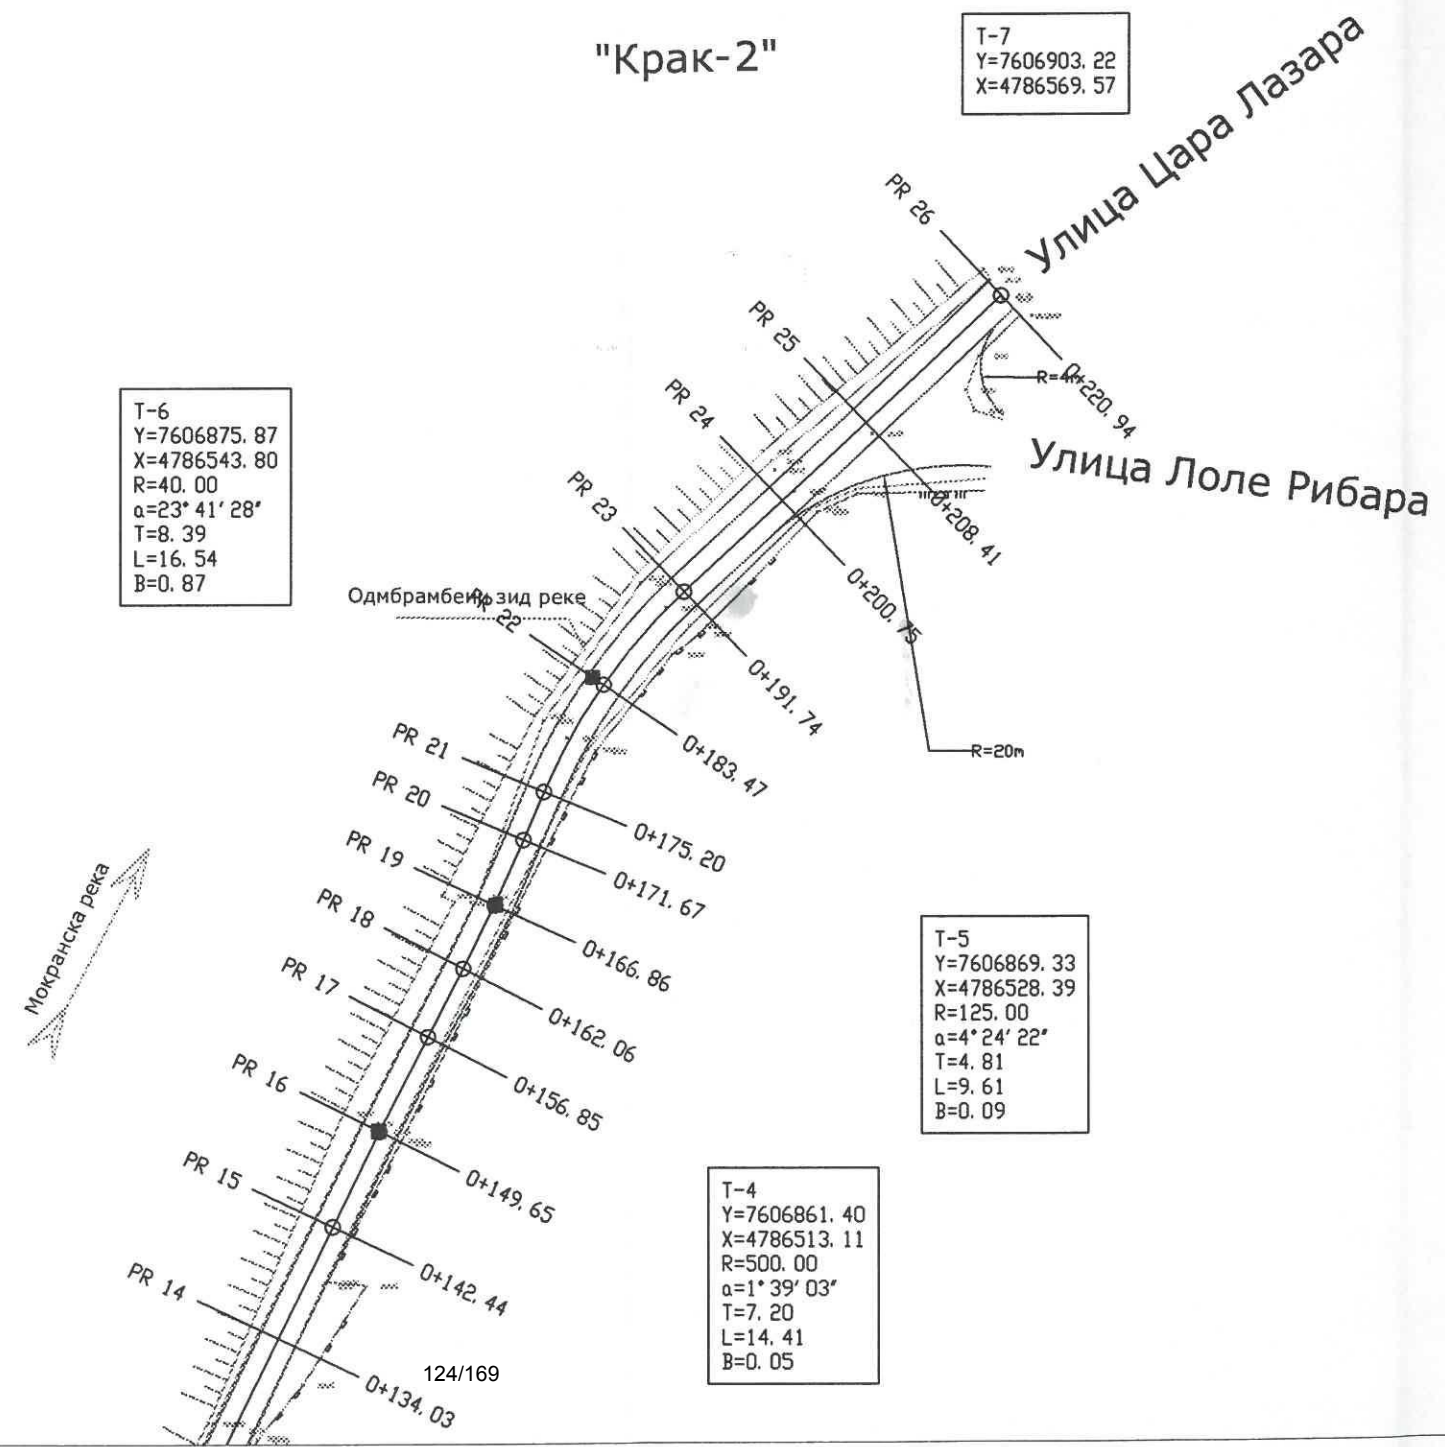 "Крак-2"
T-7
Y=7606903. 22
X=4786569. 57
Улица Цара Лазара
PR 26
PR 25
R=4
0+220. 94
PR 24
T-6
Y=7606875. 87
X=4786543. 80
R=40. 00
α=23° 41′ 28″
T=8. 39
L=16. 54
B=0. 87
Улица Лоле Рибара
PR 23
0+208. 41
Одмбрамбени зид реке
PR 22
0+200. 75
0+191. 74
R=20m
PR 21
0+183. 47
PR 20
0+175. 20
PR 19
0+171. 67
Мокранска река
PR 18
0+166. 86
PR 17
0+162. 06
T-5
Y=7606869. 33
X=4786528. 39
R=125. 00
α=4° 24′ 22″
T=4. 81
L=9. 61
B=0. 09
PR 16
0+156. 85
PR 15
0+149. 65
T-4
Y=7606861. 40
X=4786513. 11
R=500. 00
α=1° 39′ 03″
T=7. 20
L=14. 41
B=0. 05
PR 14
0+142. 44
124/169
0+134. 03